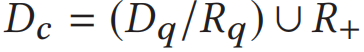 D_c = (D_q / R_q) ∪ R_+